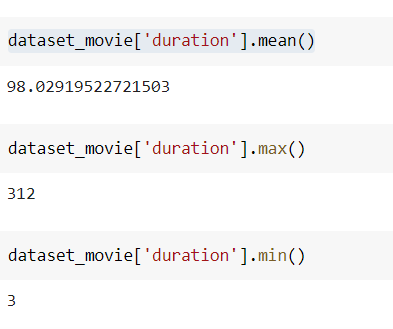 dataset_movie['duration'].mean()
98.02919522721503
dataset_movie['duration'].max()
312
dataset_movie['duration'].min()
3